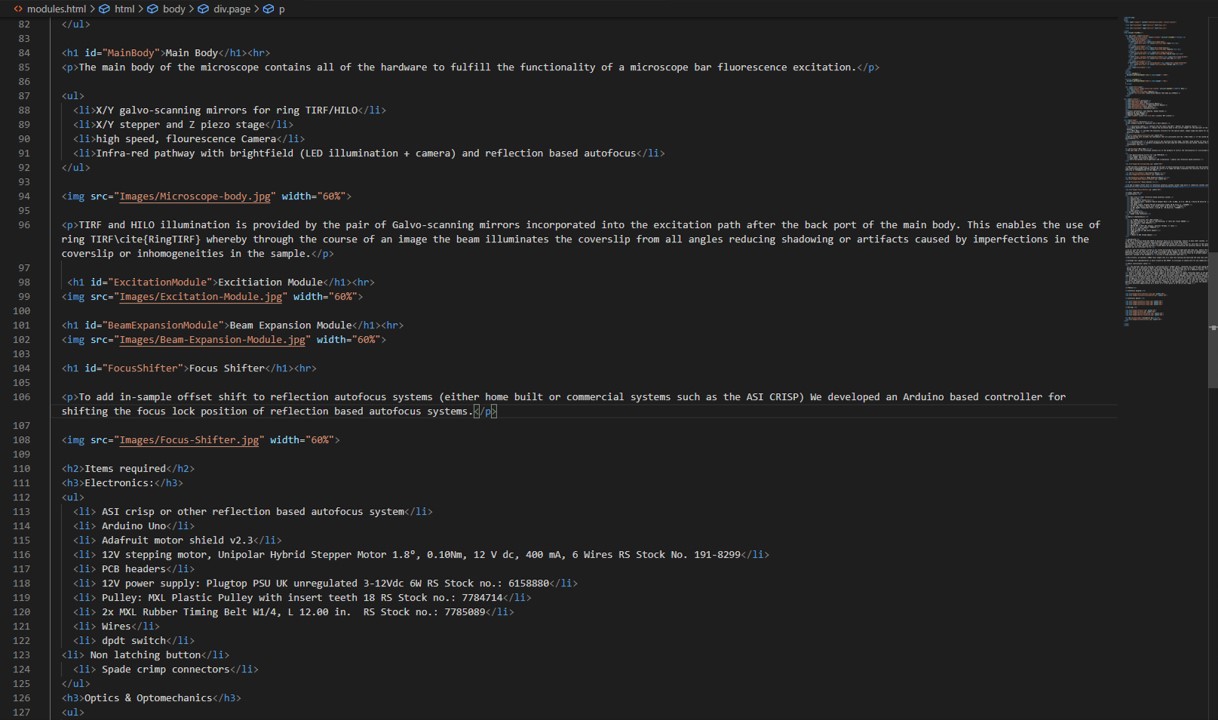 modules.html > html > body > div.page > p
82 </ul>
83
84 <h1 id="MainBody">Main Body</h1><hr>
85 <p>The main body of the microscope contains all of the hardware to fulfill the functionality of a microscope bar fluorescence excitation.</p>
86
87 <ul>
88 <li>X/Y galvo-scanning mirrors for ring TIRF/HILO</li>
89 <li>X/Y stepper and Z piezo stage</li>
90 <li>high speed, flourescence Camera</li>
91 <li>Infra-red pathway with brightfield (LED illumination + camera) and reflection based autofocus</li>
92 </ul>
93
94 <img src="Images/Microscope-body.jpg" width="60%">
95
96 <p>TIRF and HILO illumination is provided by the pair of Galvo-scanning mirrors incorporated into the excitation path after the back port of the main body. This enables the use of
ring TIRF\cite{RingTIRF} whereby through the course of an image the beam illuminates the coverslip from all angles reducing shadowing or artifacts caused by imperfections in the
coverslip or inhomogeneities in the sample.</p>
97
98 <h1 id="ExcitationModule">Excitiation Module</h1><hr>
99 <img src="Images/Excitation-Module.jpg" width="60%">
100
101 <h1 id="BeamExpansionModule">Beam Expansion Module</h1><hr>
102 <img src="Images/Beam-Expansion-Module.jpg" width="60%">
103
104 <h1 id="FocusShifter">Focus Shifter</h1><hr>
105
106 <p>To add in-sample offset shift to reflection autofocus systems (either home built or commercial systems such as the ASI CRISP) We developed an Arduino based controller for
shifting the focus lock position of reflection based autofocus systems.</p>
107
108 <img src="Images/Focus-Shifter.jpg" width="60%">
109
110 <h2>Items required</h2>
111 <h3>Electronics:</h3>
112 <ul>
113 <li> ASI crisp or other reflection based autofocus system</li>
114 <li> Arduino Uno</li>
115 <li> Adafruit motor shield v2.3</li>
116 <li> 12V stepping motor, Unipolar Hybrid Stepper Motor 1.8°, 0.10Nm, 12 V dc, 400 mA, 6 Wires RS Stock No. 191-8299</li>
117 <li> PCB headers</li>
118 <li> 12V power supply: Plugtop PSU UK unregulated 3-12Vdc 6W RS Stock no.: 6158880</li>
119 <li> Pulley: MXL Plastic Pulley with insert teeth 18 RS Stock no.: 7784714</li>
120 <li> 2x MXL Rubber Timing Belt W1/4, L 12.00 in.  RS Stock no.: 7785089</li>
121 <li> Wires</li>
122 <li> dpdt switch</li>
123 <li> Non latching button</li>
124 <li> Spade crimp connectors</li>
125 </ul>
126 <h3>Optics & Optomechanics</h3>
127 <ul>